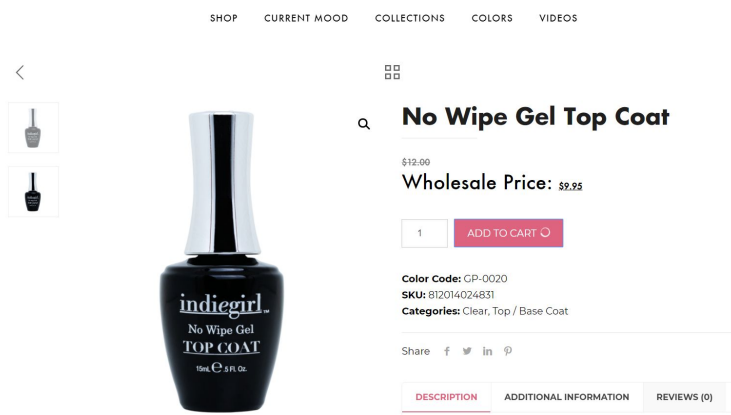 SHOP CURRENT MOOD COLLECTIONS COLORS VIDEOS
No Wipe Gel Top Coat
$12.00
Wholesale Price: $9.95
1 ADD TO CART
Color Code: GP-0020
SKU: 812014024831
Categories: Clear, Top / Base Coat
Share
DESCRIPTION ADDITIONAL INFORMATION REVIEWS (0)
indiegirl™
No Wipe Gel
TOP COAT
15mL ℮ .5 Fl. Oz.